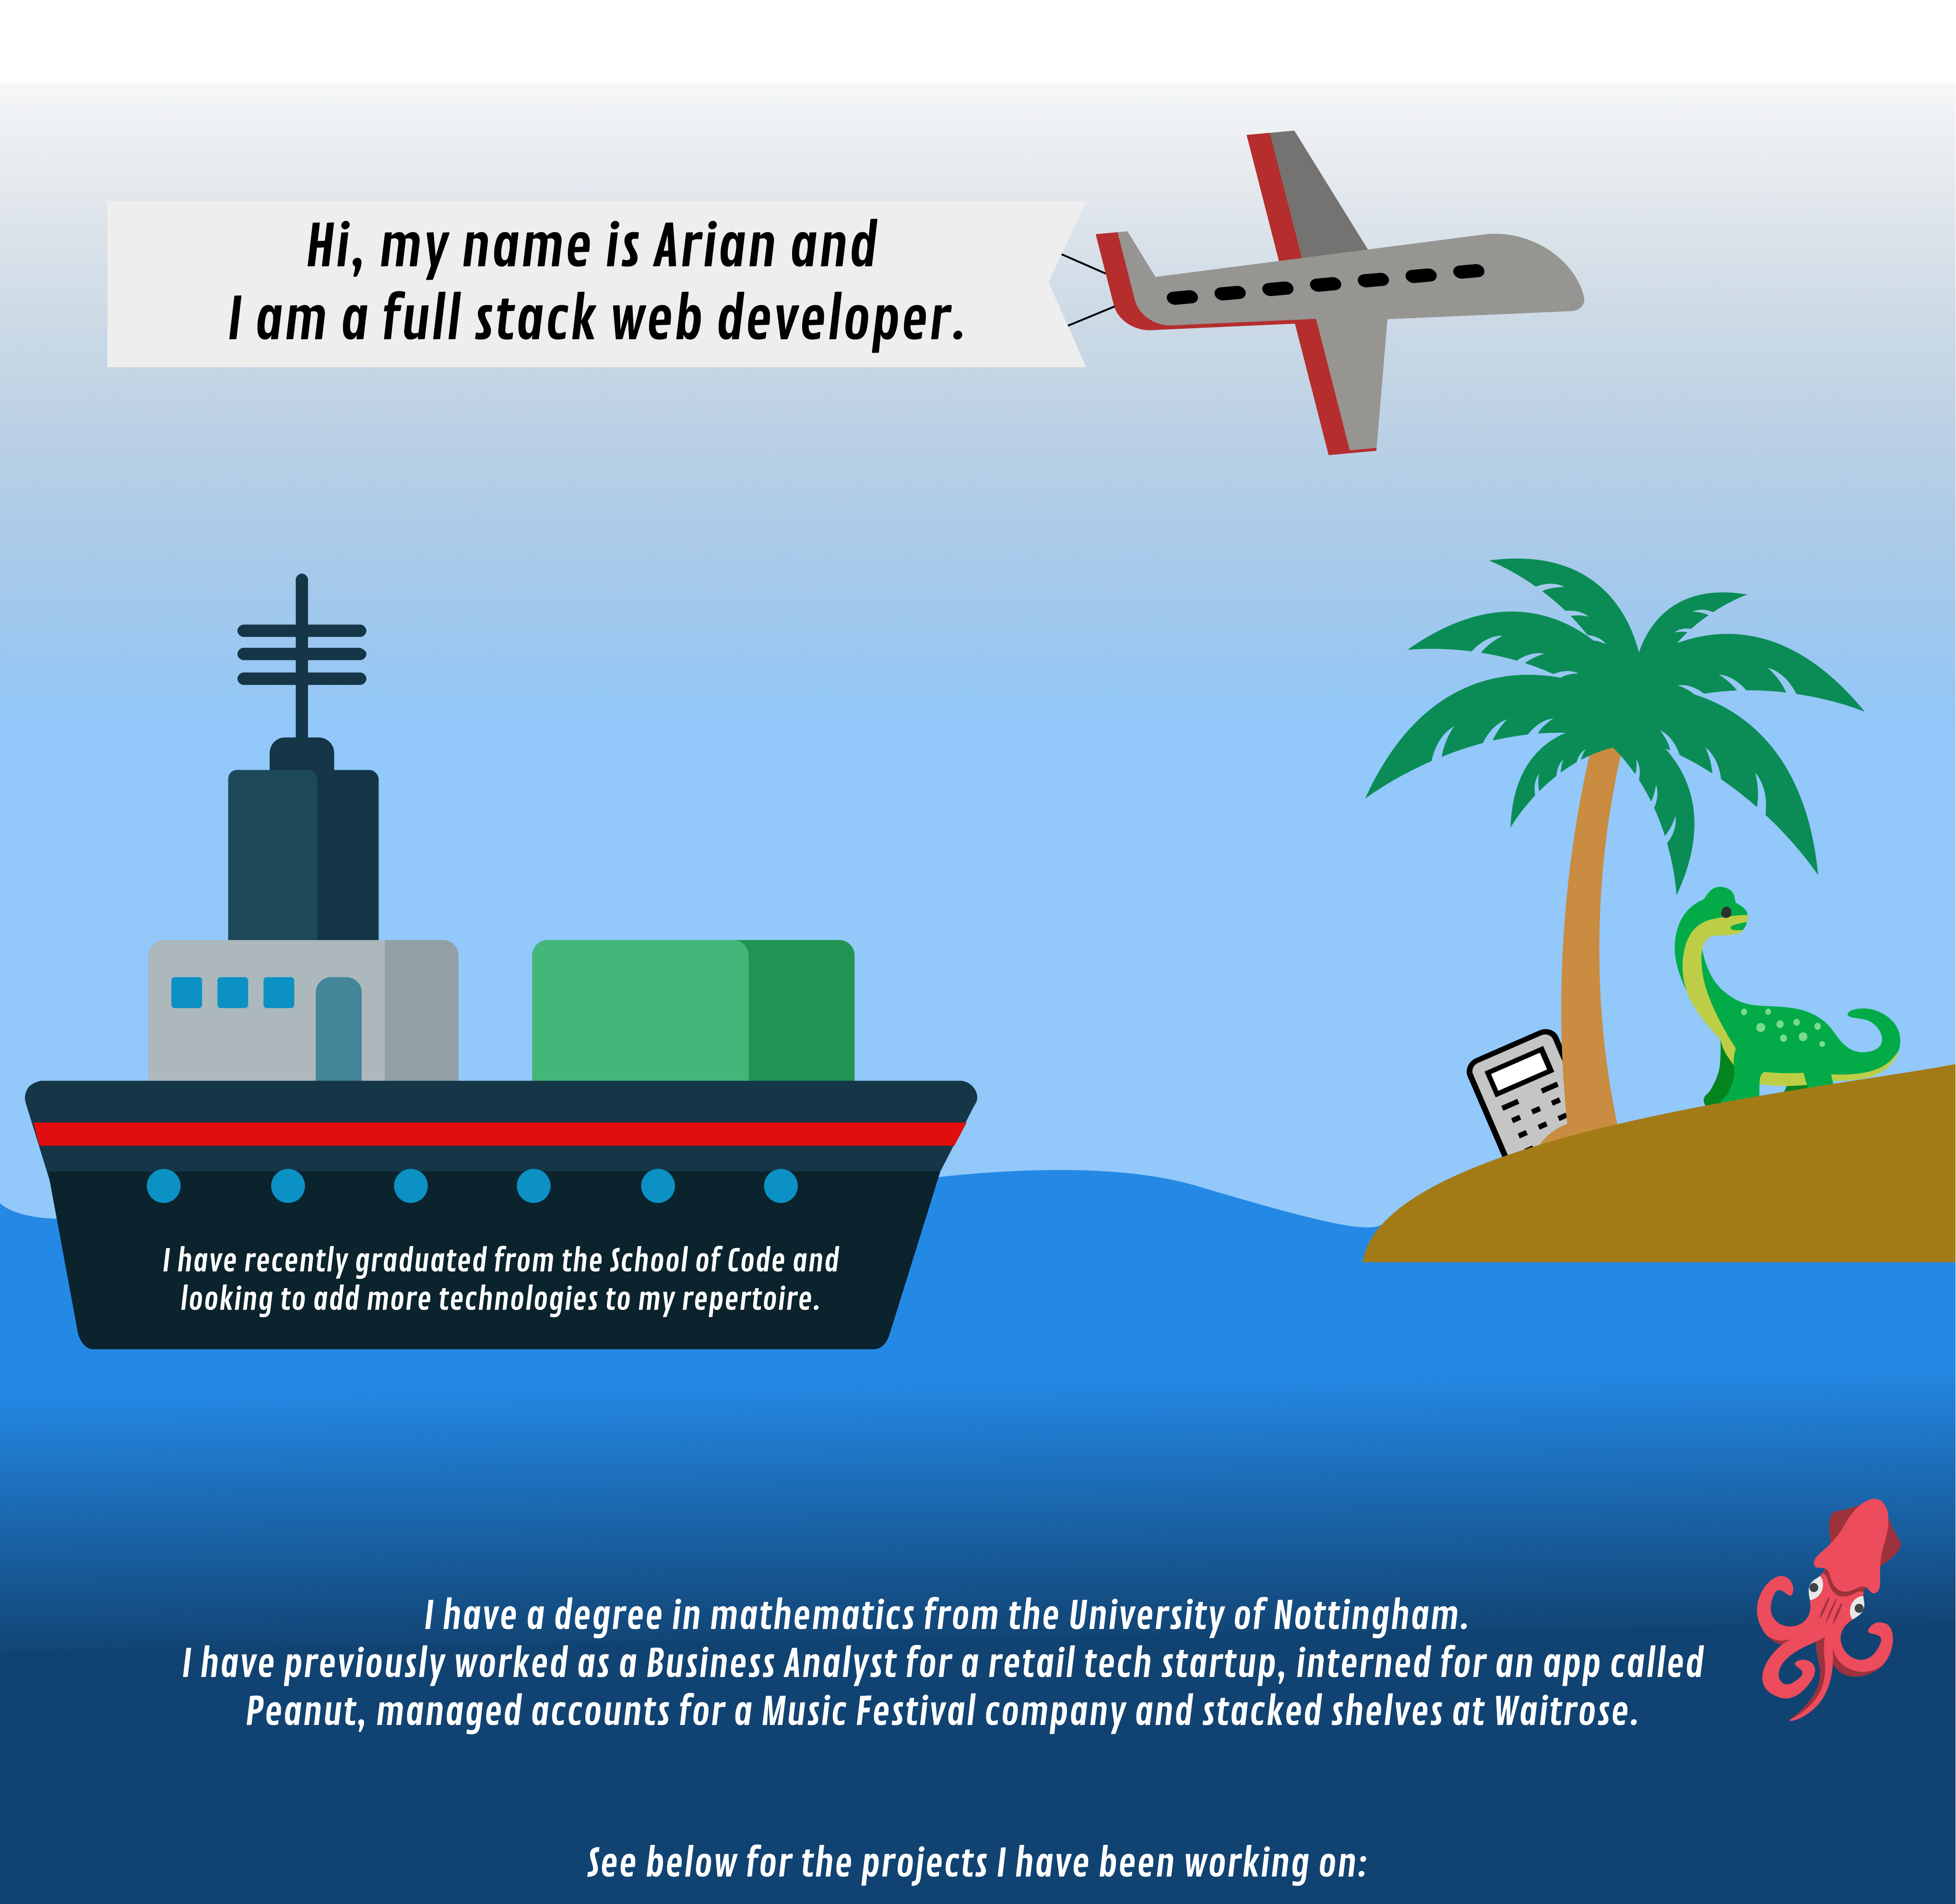 Hi, my name is Arian and
I am a full stack web developer.
I have recently graduated from the School of Code and
looking to add more technologies to my repertoire.
I have a degree in mathematics from the University of Nottingham.
I have previously worked as a Business Analyst for a retail tech startup, interned for an app called
Peanut, managed accounts for a Music Festival company and stacked shelves at Waitrose.
See below for the projects I have been working on: